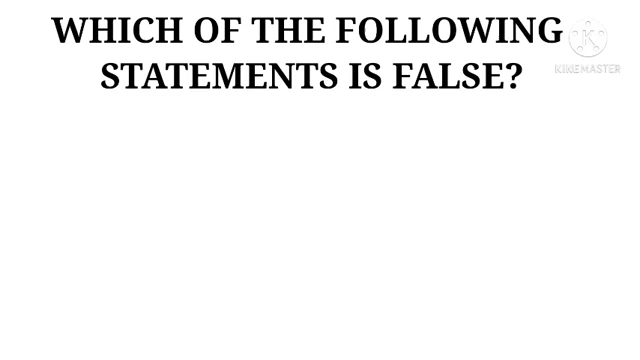 WHICH OF THE FOLLOWING
STATEMENTS IS FALSE?
K
KINEMASTER